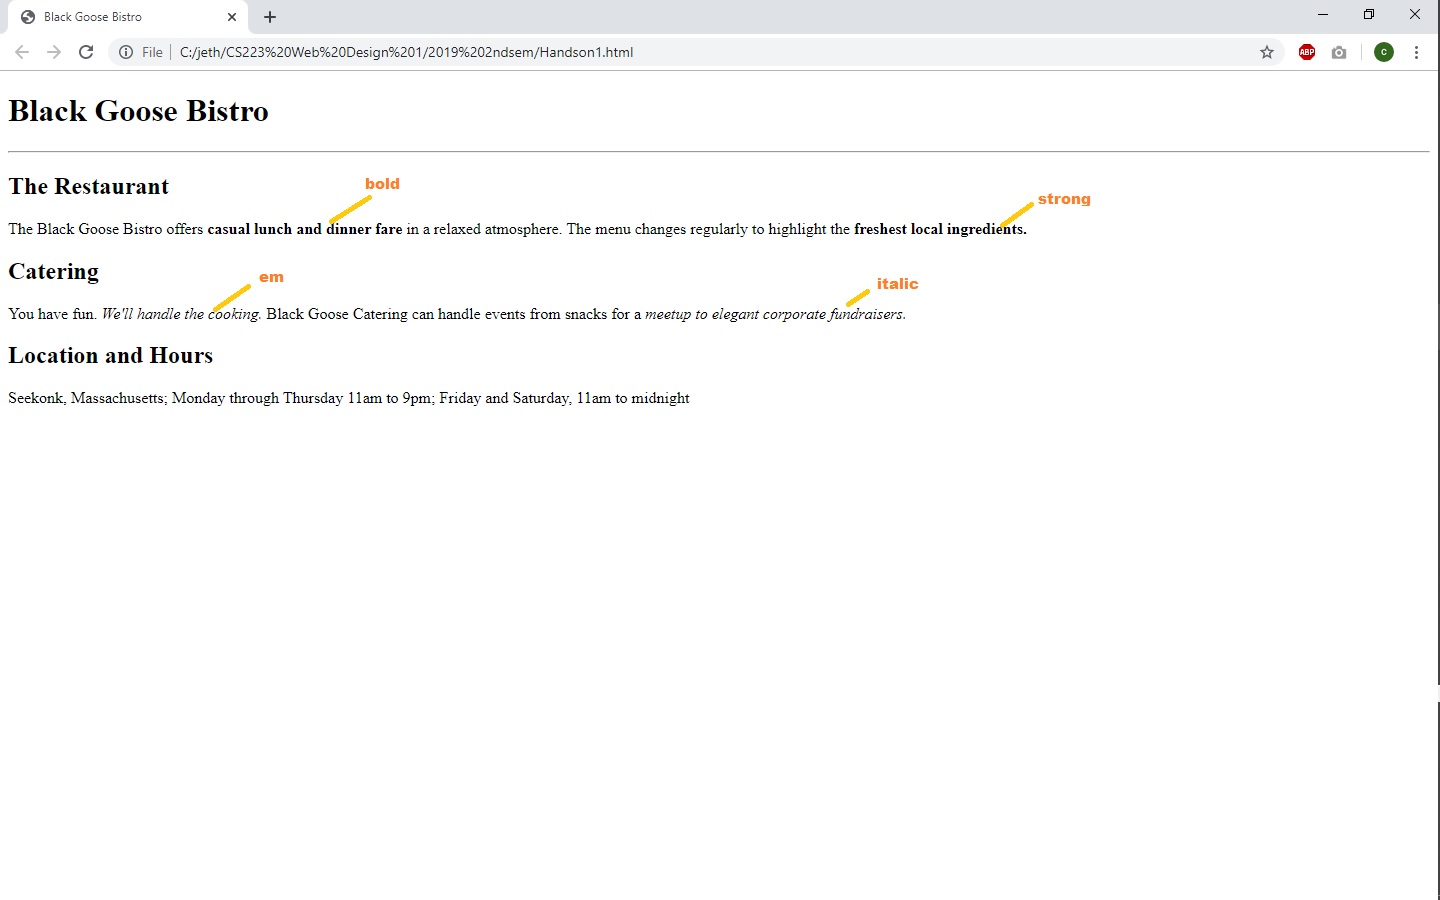 Black Goose Bistro
File C:/jeth/CS223%20Web%20Design%201/2019%202ndsem/Handson1.html
ABP
C
Black Goose Bistro
The Restaurant
bold
strong
The Black Goose Bistro offers casual lunch and dinner fare in a relaxed atmosphere. The menu changes regularly to highlight the freshest local ingredients.
Catering
em
italic
You have fun. We'll handle the cooking. Black Goose Catering can handle events from snacks for a meetup to elegant corporate fundraisers.
Location and Hours
Seekonk, Massachusetts; Monday through Thursday 11am to 9pm; Friday and Saturday, 11am to midnight